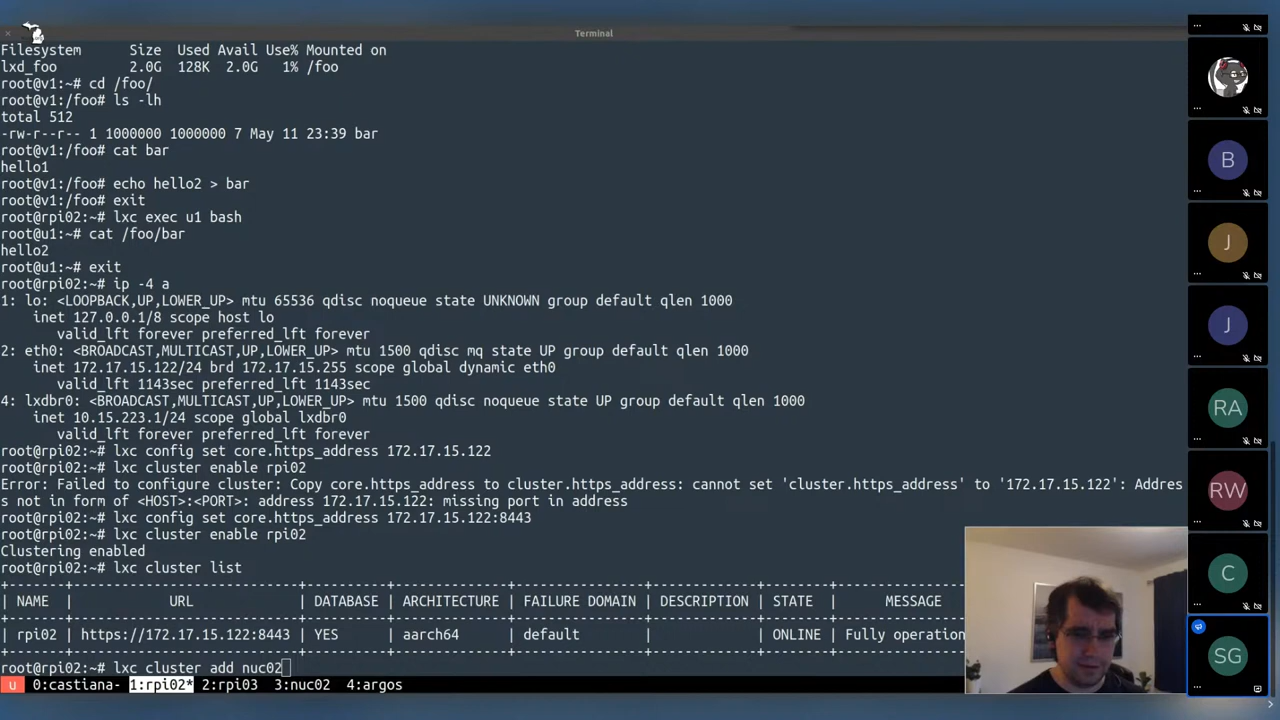 Terminal
Filesystem      Size  Used Avail Use% Mounted on
lxd_foo         2.0G  128K  2.0G   1% /foo
root@v1:~# cd /foo/
root@v1:/foo# ls -lh
total 512
-rw-r--r-- 1 1000000 1000000 7 May 11 23:39 bar
root@v1:/foo# cat bar
hello1
root@v1:/foo# echo hello2 > bar
root@v1:/foo# exit
root@rpi02:~# lxc exec u1 bash
root@u1:~# cat /foo/bar
hello2
root@u1:~# exit
root@rpi02:~# ip -4 a
1: lo: <LOOPBACK,UP,LOWER_UP> mtu 65536 qdisc noqueue state UNKNOWN group default qlen 1000
    inet 127.0.0.1/8 scope host lo
       valid_lft forever preferred_lft forever
2: eth0: <BROADCAST,MULTICAST,UP,LOWER_UP> mtu 1500 qdisc mq state UP group default qlen 1000
    inet 172.17.15.122/24 brd 172.17.15.255 scope global dynamic eth0
       valid_lft 1143sec preferred_lft 1143sec
4: lxdbr0: <BROADCAST,MULTICAST,UP,LOWER_UP> mtu 1500 qdisc noqueue state UP group default qlen 1000
    inet 10.15.223.1/24 scope global lxdbr0
       valid_lft forever preferred_lft forever
root@rpi02:~# lxc config set core.https_address 172.17.15.122
root@rpi02:~# lxc cluster enable rpi02
Error: Failed to configure cluster: Copy core.https_address to cluster.https_address: cannot set 'cluster.https_address' to '172.17.15.122': Addres
s not in form of <HOST>:<PORT>: address 172.17.15.122: missing port in address
root@rpi02:~# lxc config set core.https_address 172.17.15.122:8443
root@rpi02:~# lxc cluster enable rpi02
Clustering enabled
root@rpi02:~# lxc cluster list
| NAME | URL | DATABASE | ARCHITECTURE | FAILURE DOMAIN | DESCRIPTION | STATE | MESSAGE
| rpi02 | https://172.17.15.122:8443 | YES | aarch64 | default | | ONLINE | Fully operation
root@rpi02:~# lxc cluster add nuc02
U 0:castiana- 1:rpi02* 2:rpi03 3:nuc02 4:argos
B
J
J
RA
RW
C
SG